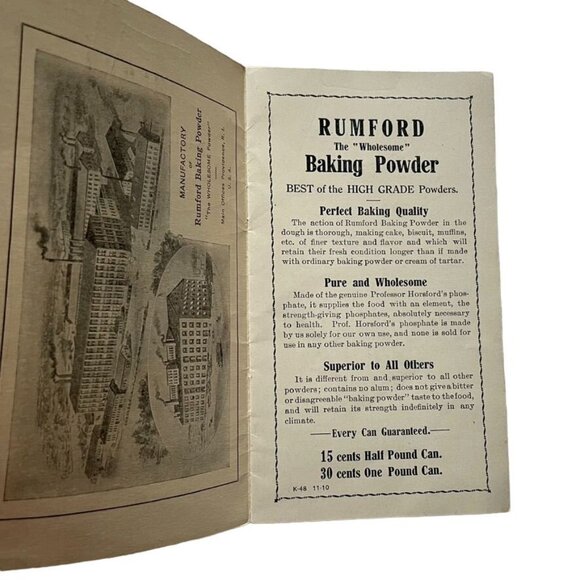 MANUFACTORY
OF
Rumford Baking Powder
"The WHOLESOME Powder"
Main Offices Providence, R. I.
U. S. A.
RUMFORD
The "Wholesome"
Baking Powder
BEST of the HIGH GRADE Powders.
Perfect Baking Quality
The action of Rumford Baking Powder in the
dough is thorough, making cake, biscuit, muffins,
etc. of finer texture and flavor and which will
retain their fresh condition longer than if made
with ordinary baking powder or cream of tartar.
Pure and Wholesome
Made of the genuine Professor Horsford's phos-
phate, it supplies the food with an element, the
strength-giving phosphates, absolutely necessary
to health. Prof. Horsford's phosphate is made
by us solely for our own use, and none is sold for
use in any other baking powder.
Superior to All Others
It is different from and superior to all other
powders; contains no alum; does not give a bitter
or disagreeable "baking powder" taste to the food,
and will retain its strength indefinitely in any
climate.
—Every Can Guaranteed.—
15 cents Half Pound Can.
30 cents One Pound Can.
K-48 11-10